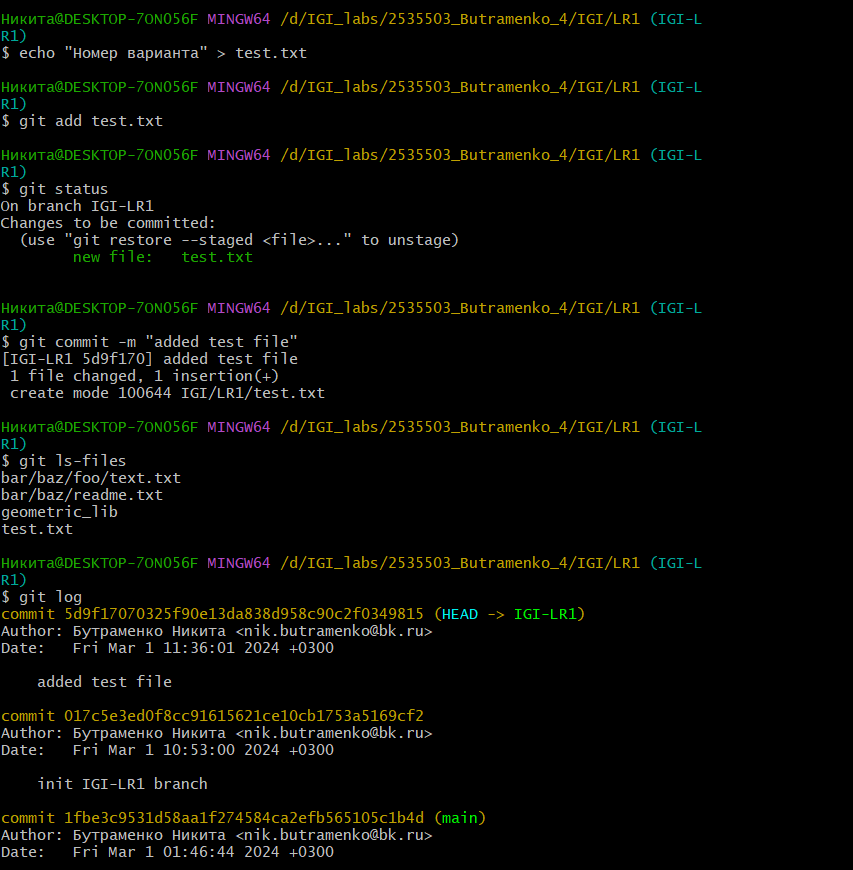 Никита@DESKTOP-7ONO56F MINGW64 /d/IGI_labs/2535503_Butramenko_4/IGI/LR1 (IGI-L
R1)
$ echo "Номер варианта" > test.txt
Никита@DESKTOP-7ONO56F MINGW64 /d/IGI_labs/2535503_Butramenko_4/IGI/LR1 (IGI-L
R1)
$ git add test.txt
Никита@DESKTOP-7ONO56F MINGW64 /d/IGI_labs/2535503_Butramenko_4/IGI/LR1 (IGI-L
R1)
$ git status
On branch IGI-LR1
Changes to be committed:
  (use "git restore --staged <file>..." to unstage)
        new file:   test.txt
Никита@DESKTOP-7ONO56F MINGW64 /d/IGI_labs/2535503_Butramenko_4/IGI/LR1 (IGI-L
R1)
$ git commit -m "added test file"
[IGI-LR1 5d9f170] added test file
 1 file changed, 1 insertion(+)
 create mode 100644 IGI/LR1/test.txt
Никита@DESKTOP-7ONO56F MINGW64 /d/IGI_labs/2535503_Butramenko_4/IGI/LR1 (IGI-L
R1)
$ git ls-files
bar/baz/foo/text.txt
bar/baz/readme.txt
geometric_lib
test.txt
Никита@DESKTOP-7ONO56F MINGW64 /d/IGI_labs/2535503_Butramenko_4/IGI/LR1 (IGI-L
R1)
$ git log
commit 5d9f17070325f90e13da838d958c90c2f0349815 (HEAD -> IGI-LR1)
Author: Бутраменко Никита <nik.butramenko@bk.ru>
Date:   Fri Mar 1 11:36:01 2024 +0300
    added test file
commit 017c5e3ed0f8cc91615621ce10cb1753a5169cf2
Author: Бутраменко Никита <nik.butramenko@bk.ru>
Date:   Fri Mar 1 10:53:00 2024 +0300
    init IGI-LR1 branch
commit 1fbe3c9531d58aa1f274584ca2efb565105c1b4d (main)
Author: Бутраменко Никита <nik.butramenko@bk.ru>
Date:   Fri Mar 1 01:46:44 2024 +0300